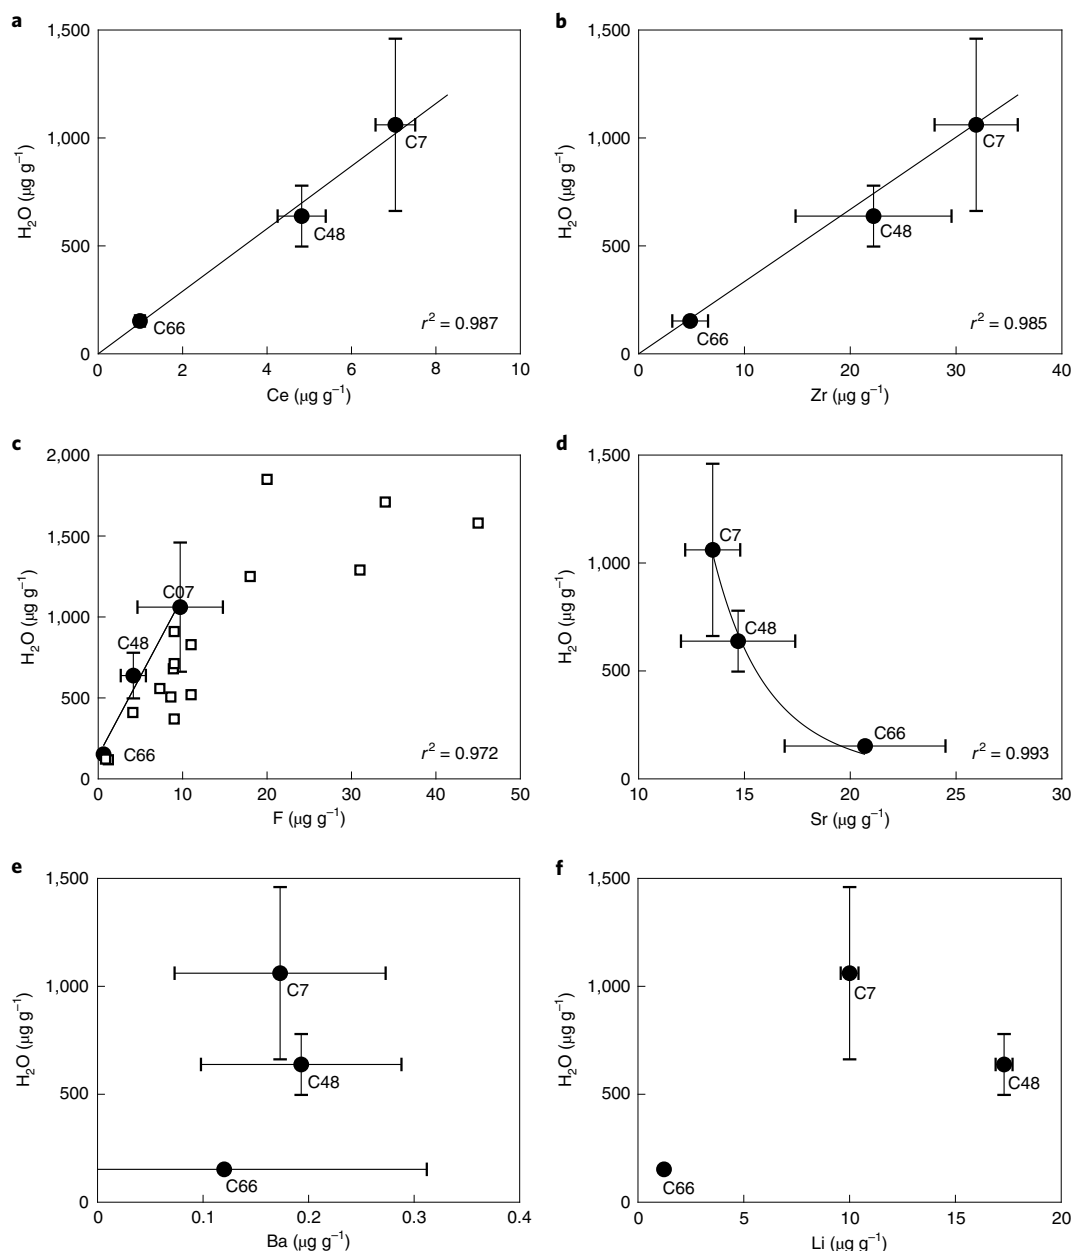 a
1,500
1,000
500
0
H₂O (µg g⁻¹)
C7
C48
C66
r² = 0.987
0 2 4 6 8 10
Ce (µg g⁻¹)
b
1,500
1,000
500
0
H₂O (µg g⁻¹)
C7
C48
C66
r² = 0.985
0 10 20 30 40
Zr (µg g⁻¹)
c
2,000
1,500
1,000
500
0
H₂O (µg g⁻¹)
C07
C48
C66
r² = 0.972
0 10 20 30 40 50
F (µg g⁻¹)
d
1,500
1,000
500
0
H₂O (µg g⁻¹)
C7
C48
C66
r² = 0.993
10 15 20 25 30
Sr (µg g⁻¹)
e
1,500
1,000
500
0
H₂O (µg g⁻¹)
C7
C48
C66
0 0.1 0.2 0.3 0.4
Ba (µg g⁻¹)
f
1,500
1,000
500
0
H₂O (µg g⁻¹)
C7
C48
C66
0 5 10 15 20
Li (µg g⁻¹)